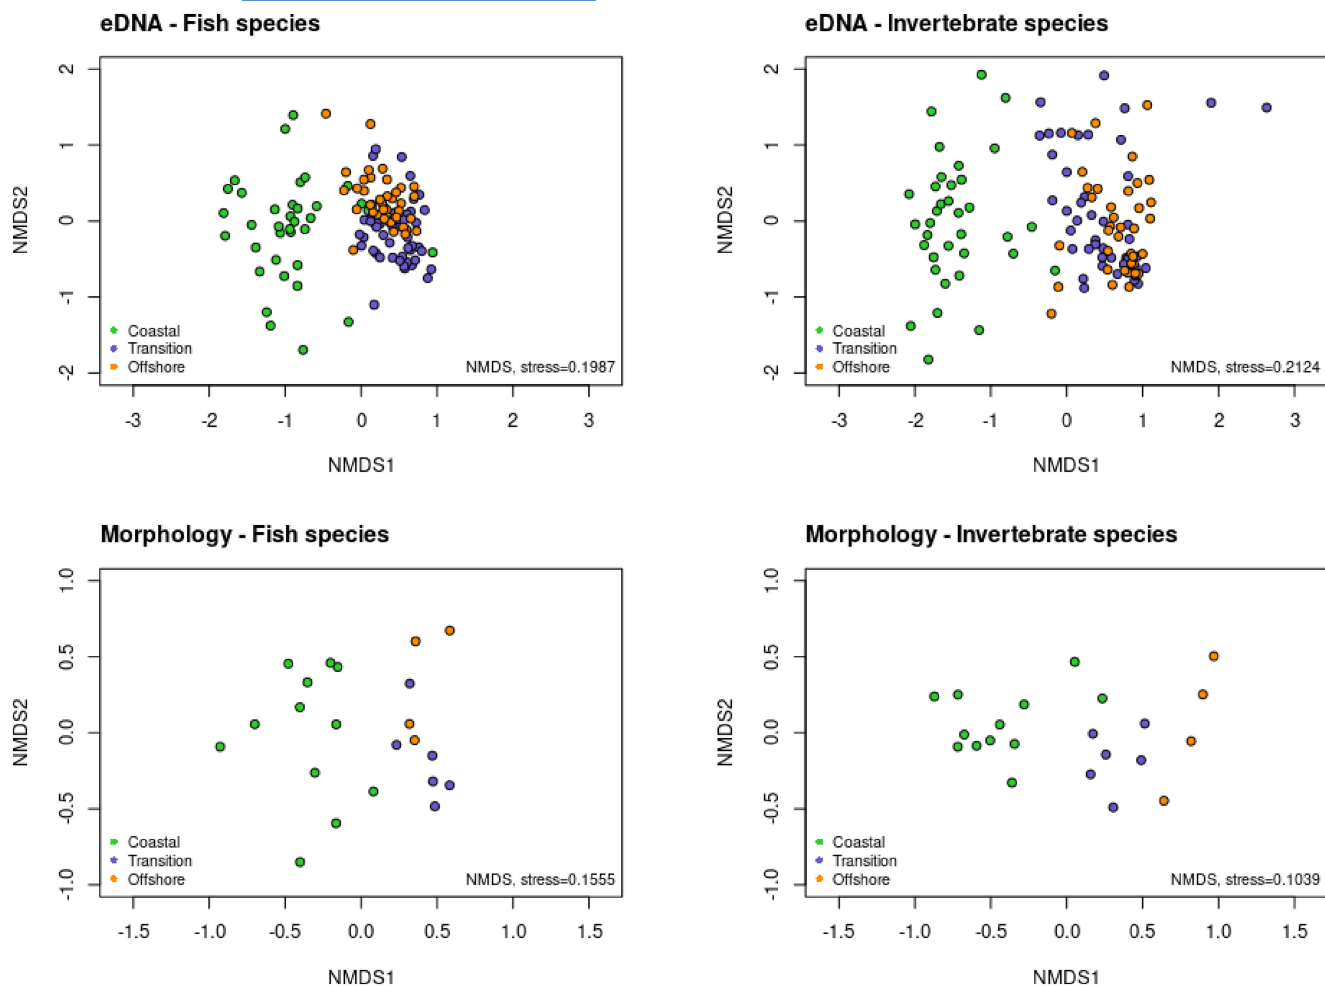 eDNA - Fish species
2
1
0
-1
-2
NMDS2
Coastal
Transition
Offshore
NMDS, stress=0.1987
-3 -2 -1 0 1 2 3
NMDS1
eDNA - Invertebrate species
2
1
0
-1
-2
NMDS2
Coastal
Transition
Offshore
NMDS, stress=0.2124
-3 -2 -1 0 1 2 3
NMDS1
Morphology - Fish species
1.0
0.5
0.0
-0.5
-1.0
NMDS2
Coastal
Transition
Offshore
NMDS, stress=0.1555
-1.5 -1.0 -0.5 0.0 0.5 1.0 1.5
NMDS1
Morphology - Invertebrate species
1.0
0.5
0.0
-0.5
-1.0
NMDS2
Coastal
Transition
Offshore
NMDS, stress=0.1039
-1.5 -1.0 -0.5 0.0 0.5 1.0 1.5
NMDS1